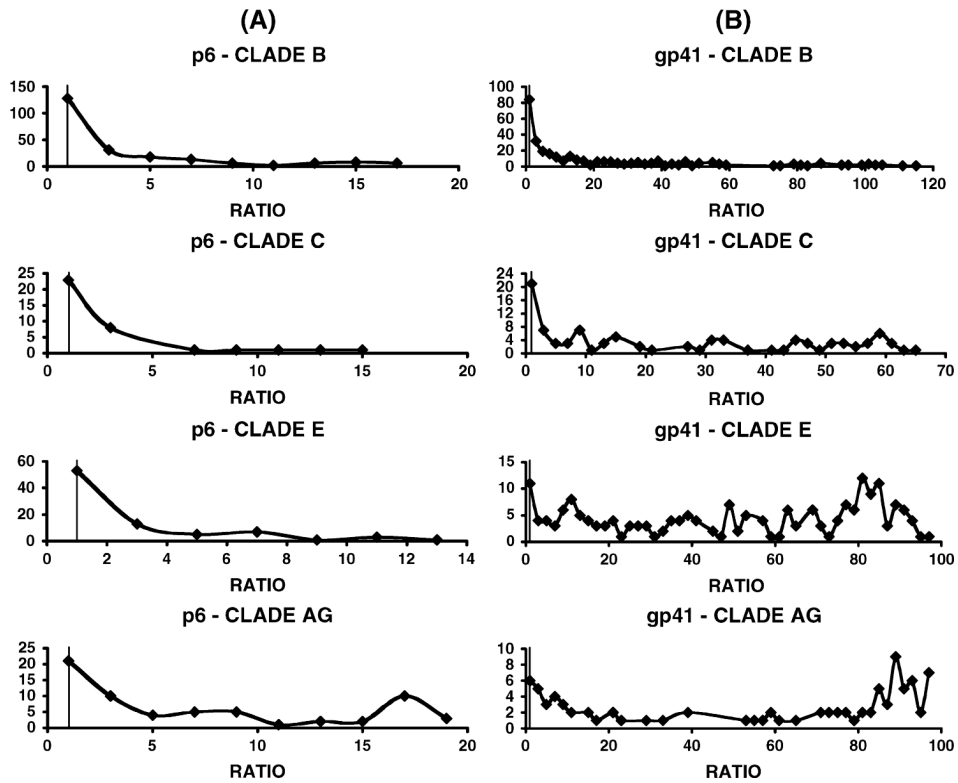 (A)
p6 - CLADE B
150
100
50
0
0 5 10 15 20
RATIO
p6 - CLADE C
25
20
15
10
5
0
0 5 10 15 20
RATIO
p6 - CLADE E
60
40
20
0
0 2 4 6 8 10 12 14
RATIO
p6 - CLADE AG
25
20
15
10
5
0
0 5 10 15 20
RATIO
(B)
gp41 - CLADE B
100
80
60
40
20
0
0 20 40 60 80 100 120
RATIO
gp41 - CLADE C
24
20
16
12
8
4
0
0 10 20 30 40 50 60 70
RATIO
gp41 - CLADE E
15
10
5
0
0 20 40 60 80 100
RATIO
gp41 - CLADE AG
10
8
6
4
2
0
0 20 40 60 80 100
RATIO